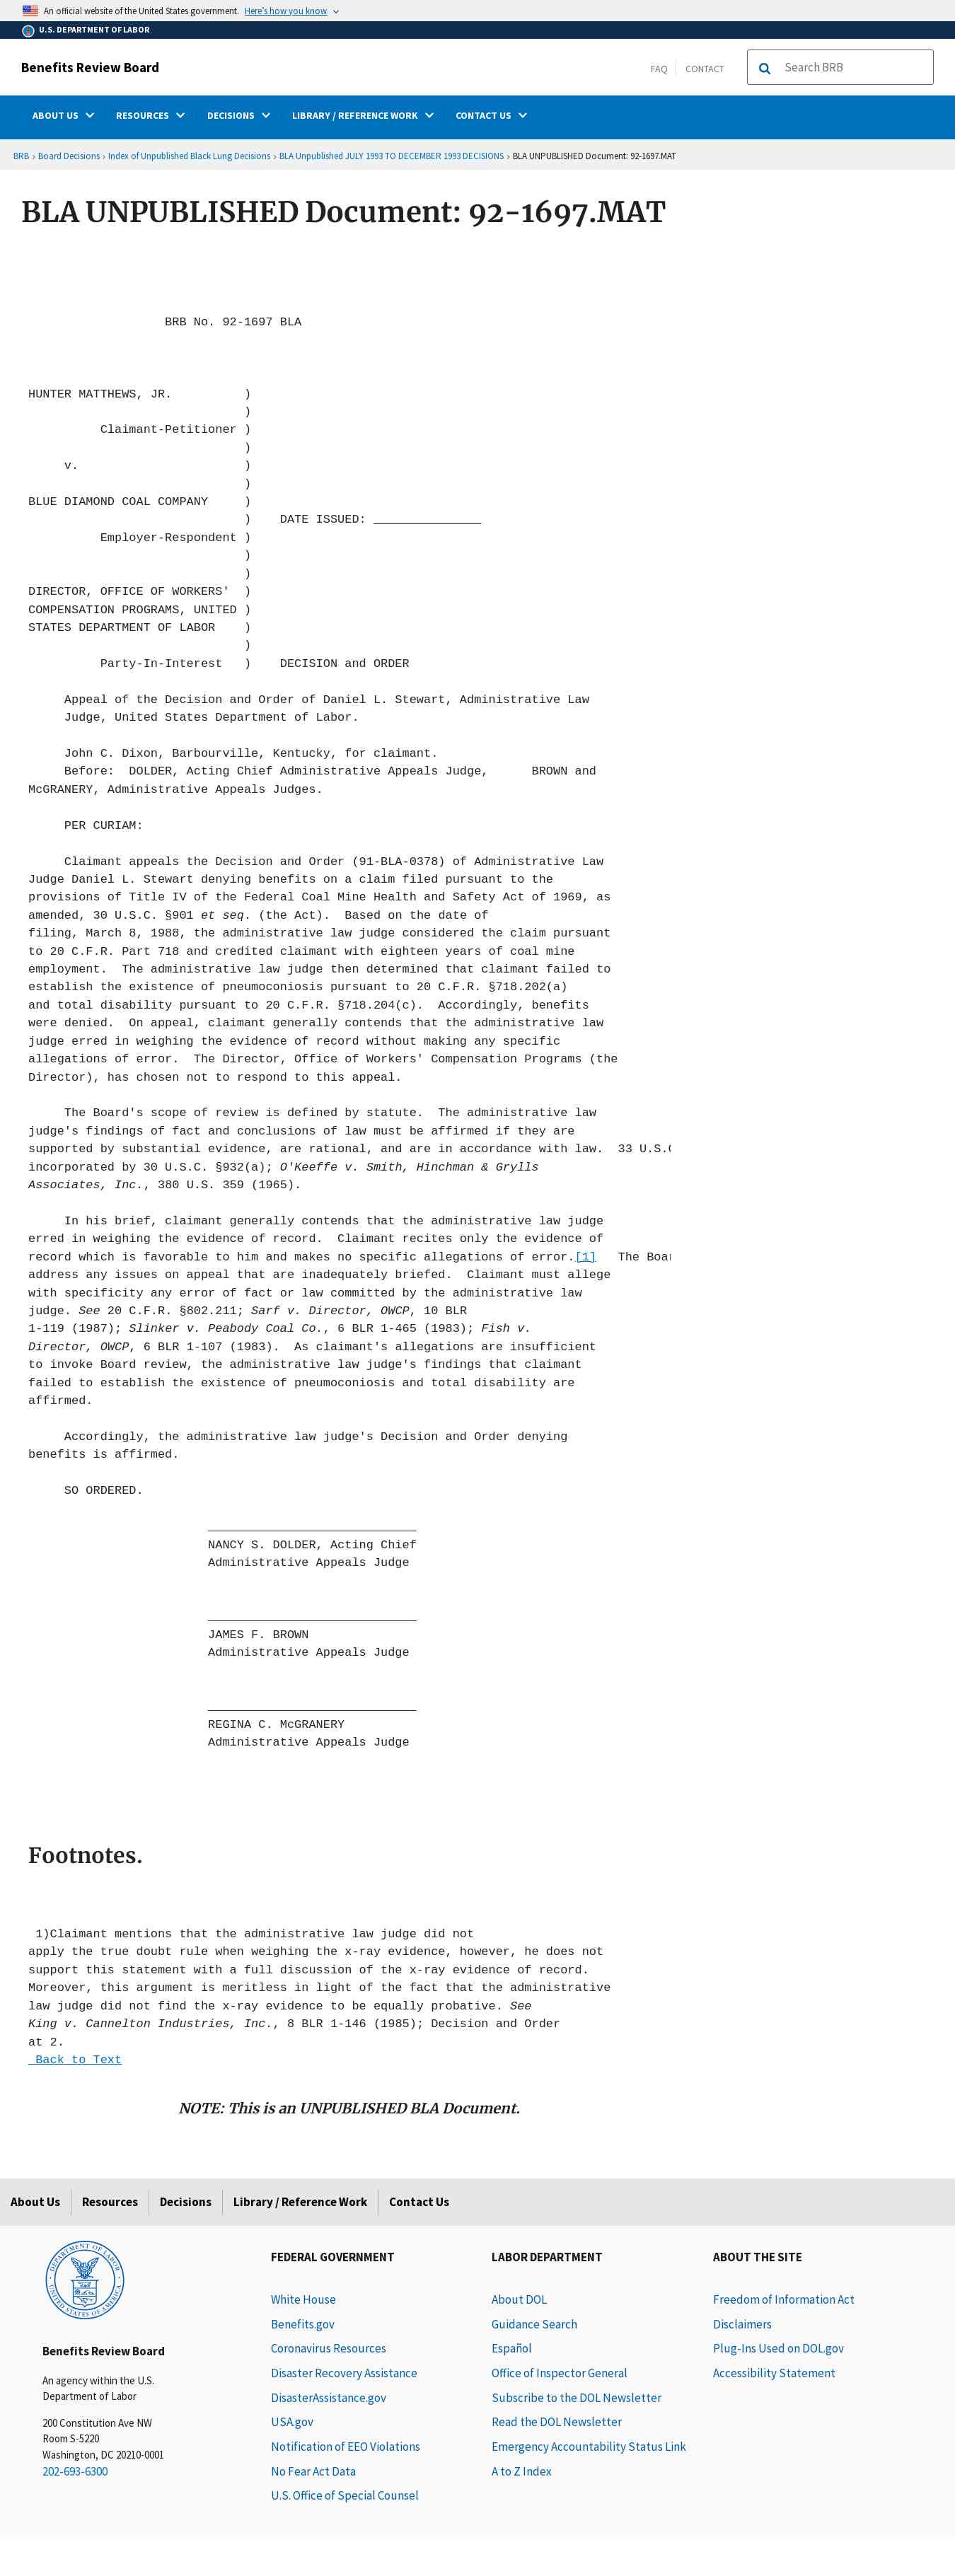 An official website of the United States government. Here's how you know
U.S. DEPARTMENT OF LABOR
Benefits Review Board
FAQ CONTACT
Search BRB
ABOUT US RESOURCES DECISIONS LIBRARY / REFERENCE WORK CONTACT US
BRB › Board Decisions › Index of Unpublished Black Lung Decisions › BLA Unpublished JULY 1993 TO DECEMBER 1993 DECISIONS › BLA UNPUBLISHED Document: 92-1697.MAT
BLA UNPUBLISHED Document: 92-1697.MAT
BRB No. 92-1697 BLA
HUNTER MATTHEWS, JR. )
)
Claimant-Petitioner )
)
v. )
)
BLUE DIAMOND COAL COMPANY )
) DATE ISSUED: _______________
Employer-Respondent )
)
)
DIRECTOR, OFFICE OF WORKERS' )
COMPENSATION PROGRAMS, UNITED )
STATES DEPARTMENT OF LABOR )
)
Party-In-Interest ) DECISION and ORDER
Appeal of the Decision and Order of Daniel L. Stewart, Administrative Law
Judge, United States Department of Labor.
John C. Dixon, Barbourville, Kentucky, for claimant.
Before: DOLDER, Acting Chief Administrative Appeals Judge, BROWN and
McGRANERY, Administrative Appeals Judges.
PER CURIAM:
Claimant appeals the Decision and Order (91-BLA-0378) of Administrative Law
Judge Daniel L. Stewart denying benefits on a claim filed pursuant to the
provisions of Title IV of the Federal Coal Mine Health and Safety Act of 1969, as
amended, 30 U.S.C. §901 et seq. (the Act). Based on the date of
filing, March 8, 1988, the administrative law judge considered the claim pursuant
to 20 C.F.R. Part 718 and credited claimant with eighteen years of coal mine
employment. The administrative law judge then determined that claimant failed to
establish the existence of pneumoconiosis pursuant to 20 C.F.R. §718.202(a)
and total disability pursuant to 20 C.F.R. §718.204(c). Accordingly, benefits
were denied. On appeal, claimant generally contends that the administrative law
judge erred in weighing the evidence of record without making any specific
allegations of error. The Director, Office of Workers' Compensation Programs (the
Director), has chosen not to respond to this appeal.
The Board's scope of review is defined by statute. The administrative law
judge's findings of fact and conclusions of law must be affirmed if they are
supported by substantial evidence, are rational, and are in accordance with law. 33 U.S.C
incorporated by 30 U.S.C. §932(a); O'Keeffe v. Smith, Hinchman & Grylls
Associates, Inc., 380 U.S. 359 (1965).
In his brief, claimant generally contends that the administrative law judge
erred in weighing the evidence of record. Claimant recites only the evidence of
record which is favorable to him and makes no specific allegations of error.[1] The Boar
address any issues on appeal that are inadequately briefed. Claimant must allege
with specificity any error of fact or law committed by the administrative law
judge. See 20 C.F.R. §802.211; Sarf v. Director, OWCP, 10 BLR
1-119 (1987); Slinker v. Peabody Coal Co., 6 BLR 1-465 (1983); Fish v.
Director, OWCP, 6 BLR 1-107 (1983). As claimant's allegations are insufficient
to invoke Board review, the administrative law judge's findings that claimant
failed to establish the existence of pneumoconiosis and total disability are
affirmed.
Accordingly, the administrative law judge's Decision and Order denying
benefits is affirmed.
SO ORDERED.
_____________________________
NANCY S. DOLDER, Acting Chief
Administrative Appeals Judge
_____________________________
JAMES F. BROWN
Administrative Appeals Judge
_____________________________
REGINA C. McGRANERY
Administrative Appeals Judge
Footnotes.
1)Claimant mentions that the administrative law judge did not
apply the true doubt rule when weighing the x-ray evidence, however, he does not
support this statement with a full discussion of the x-ray evidence of record.
Moreover, this argument is meritless in light of the fact that the administrative
law judge did not find the x-ray evidence to be equally probative. See
King v. Cannelton Industries, Inc., 8 BLR 1-146 (1985); Decision and Order
at 2.
Back to Text
NOTE: This is an UNPUBLISHED BLA Document.
About Us Resources Decisions Library / Reference Work Contact Us
DEPARTMENT OF LABOR
UNITED STATES OF AMERICA
Benefits Review Board
An agency within the U.S.
Department of Labor
200 Constitution Ave NW
Room S-5220
Washington, DC 20210-0001
202-693-6300
FEDERAL GOVERNMENT
White House
Benefits.gov
Coronavirus Resources
Disaster Recovery Assistance
DisasterAssistance.gov
USA.gov
Notification of EEO Violations
No Fear Act Data
U.S. Office of Special Counsel
LABOR DEPARTMENT
About DOL
Guidance Search
Español
Office of Inspector General
Subscribe to the DOL Newsletter
Read the DOL Newsletter
Emergency Accountability Status Link
A to Z Index
ABOUT THE SITE
Freedom of Information Act
Disclaimers
Plug-Ins Used on DOL.gov
Accessibility Statement